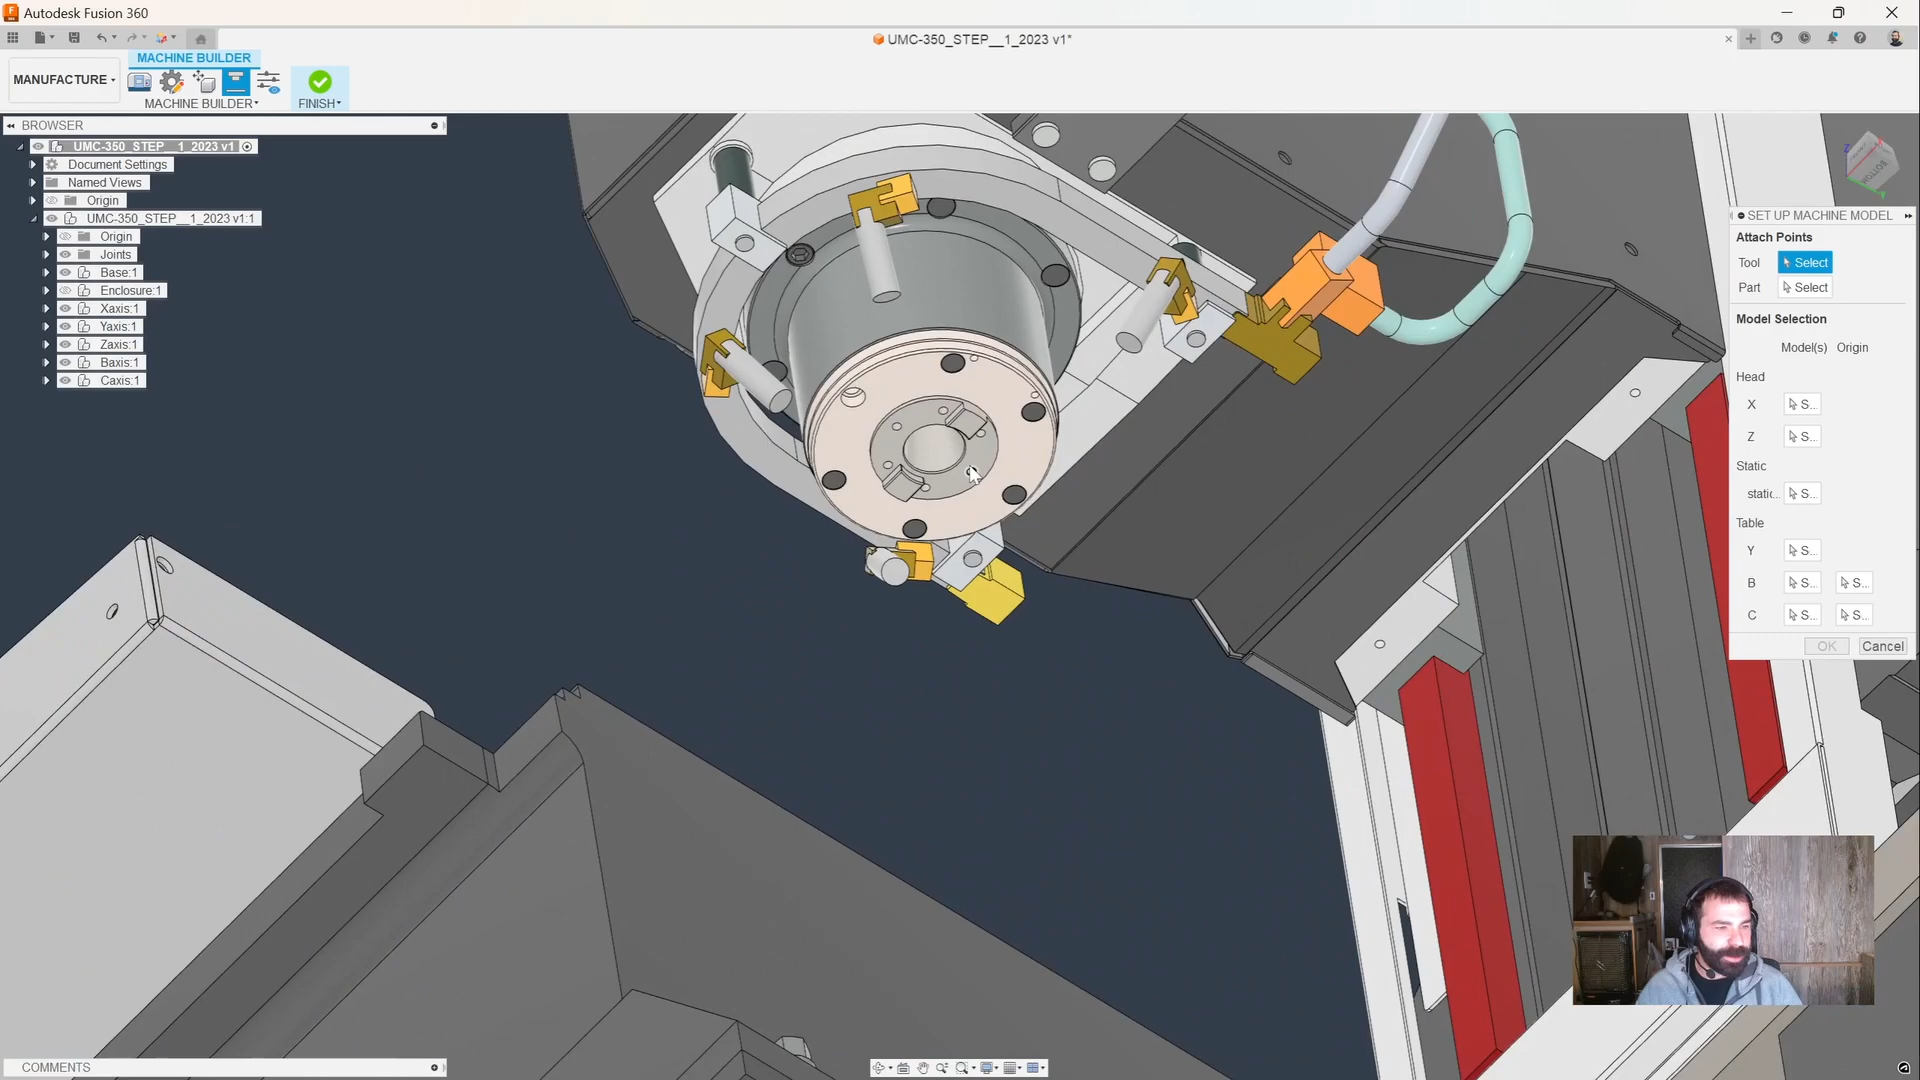 Autodesk Fusion 360
UMC-350_STEP__1_2023 v1*
MACHINE BUILDER
MANUFACTURE
MACHINE BUILDER
FINISH
BROWSER
UMC-350_STEP__1_2023 v1
Document Settings
Named Views
Origin
UMC-350_STEP__1_2023 v1:1
Origin
Joints
Base:1
Enclosure:1
Xaxis:1
Yaxis:1
Zaxis:1
Baxis:1
Caxis:1
Z
BOTTOM
Y
SET UP MACHINE MODEL
Attach Points
Tool Select
Part Select
Model Selection
Model(s) Origin
Head
X S...
Z S...
Static
static... S...
Table
Y S...
B S... S...
C S... S...
OK Cancel
COMMENTS